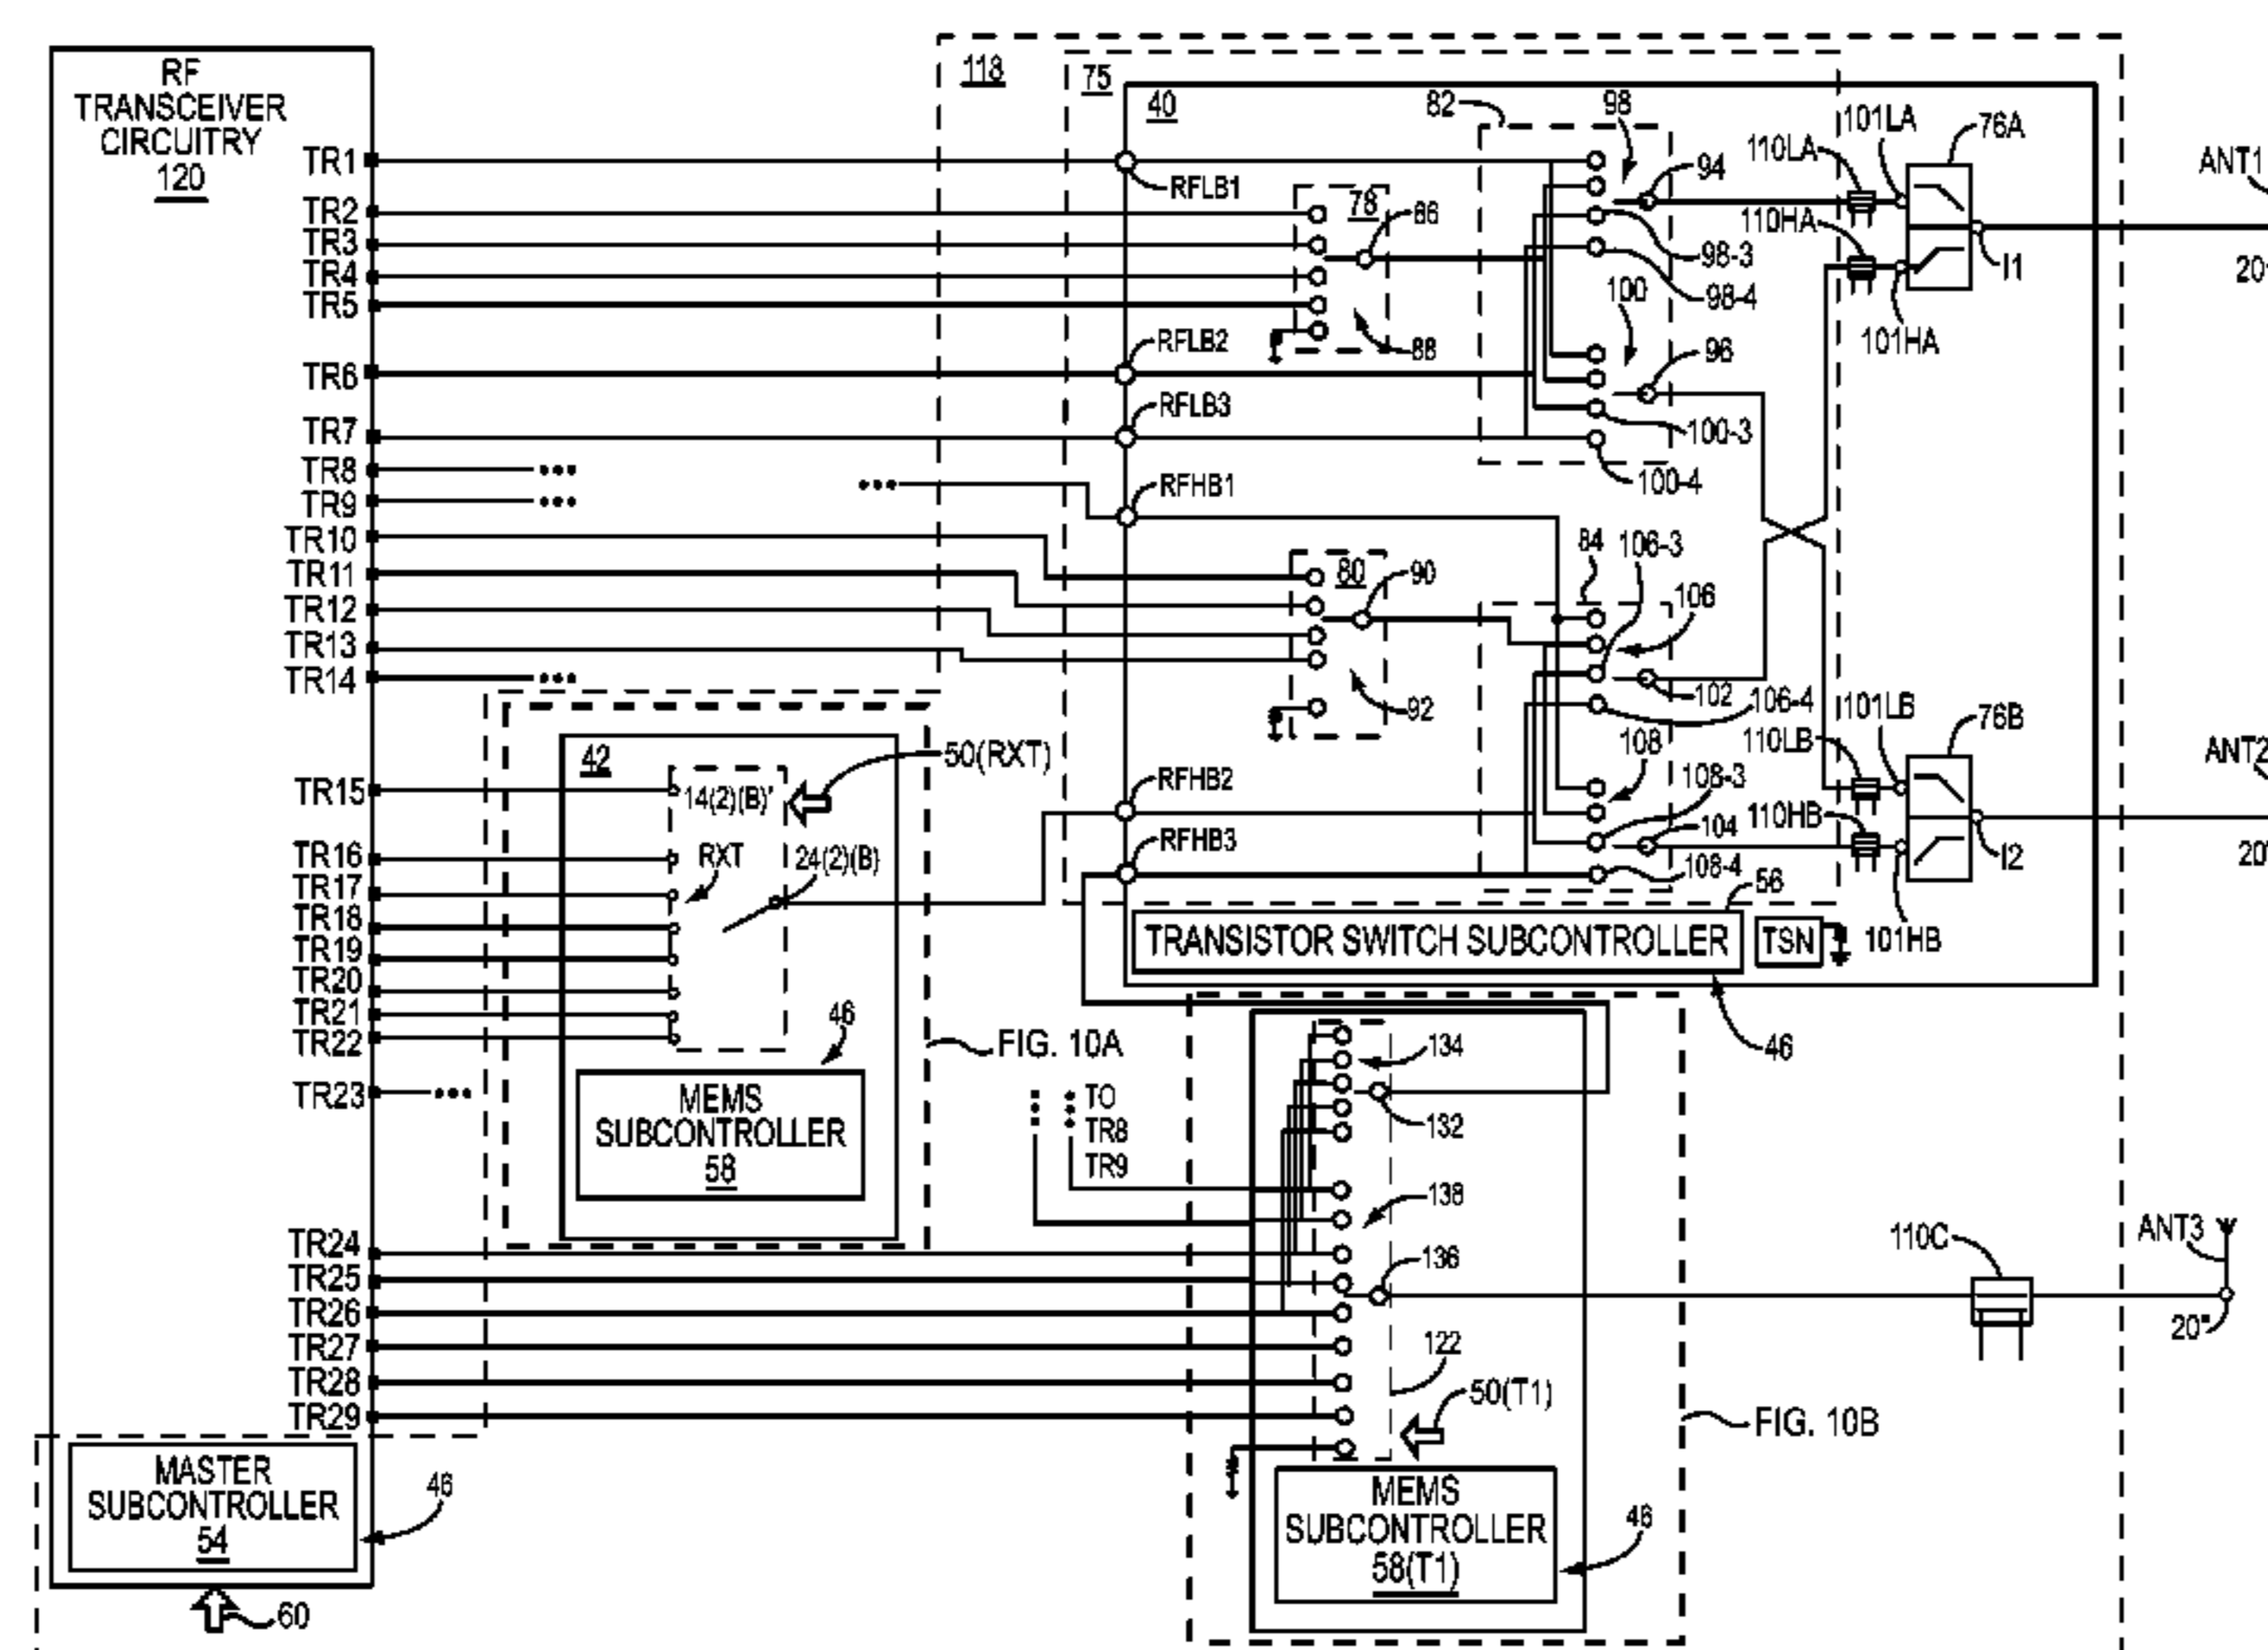 RF
TRANSCEIVER
CIRCUITRY
120
TR1
TR2
TR3
TR4
TR5
TR6
TR7
TR8
TR9
TR10
TR11
TR12
TR13
TR14
TR15
TR16
TR17
TR18
TR19
TR20
TR21
TR22
TR23
TR24
TR25
TR26
TR27
TR28
TR29
MASTER
SUBCONTROLLER
54
46
60
118
75
40
RFLB1
78
86
88
RFLB2
RFLB3
RFHB1
80
90
92
RFHB2
RFHB3
82
98
94
98-3
98-4
100
96
100-3
100-4
84
106-3
106
102
106-4
108
108-3
104
108-4
110LA
101LA
76A
110HA
101HA
I1
ANT1
20"
110LB
101LB
76B
110HB
101HB
I2
ANT2
20"
TRANSISTOR SWITCH SUBCONTROLLER
56
TSN
46
42
14(2)(B)'
50(RXT)
RXT
24(2)(B)
46
MEMS
SUBCONTROLLER
58
FIG. 10A
TO
TR8
TR9
134
132
138
136
122
50(T1)
MEMS
SUBCONTROLLER
58(T1)
46
FIG. 10B
110C
ANT3
20"